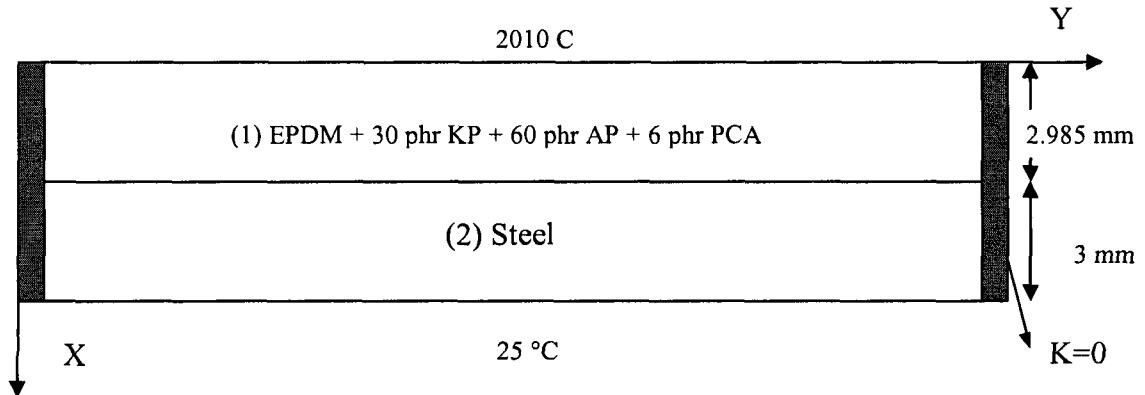 Y
2010 C
(1) EPDM + 30 phr KP + 60 phr AP + 6 phr PCA
2.985 mm
(2) Steel
3 mm
X
25 °C
K=0